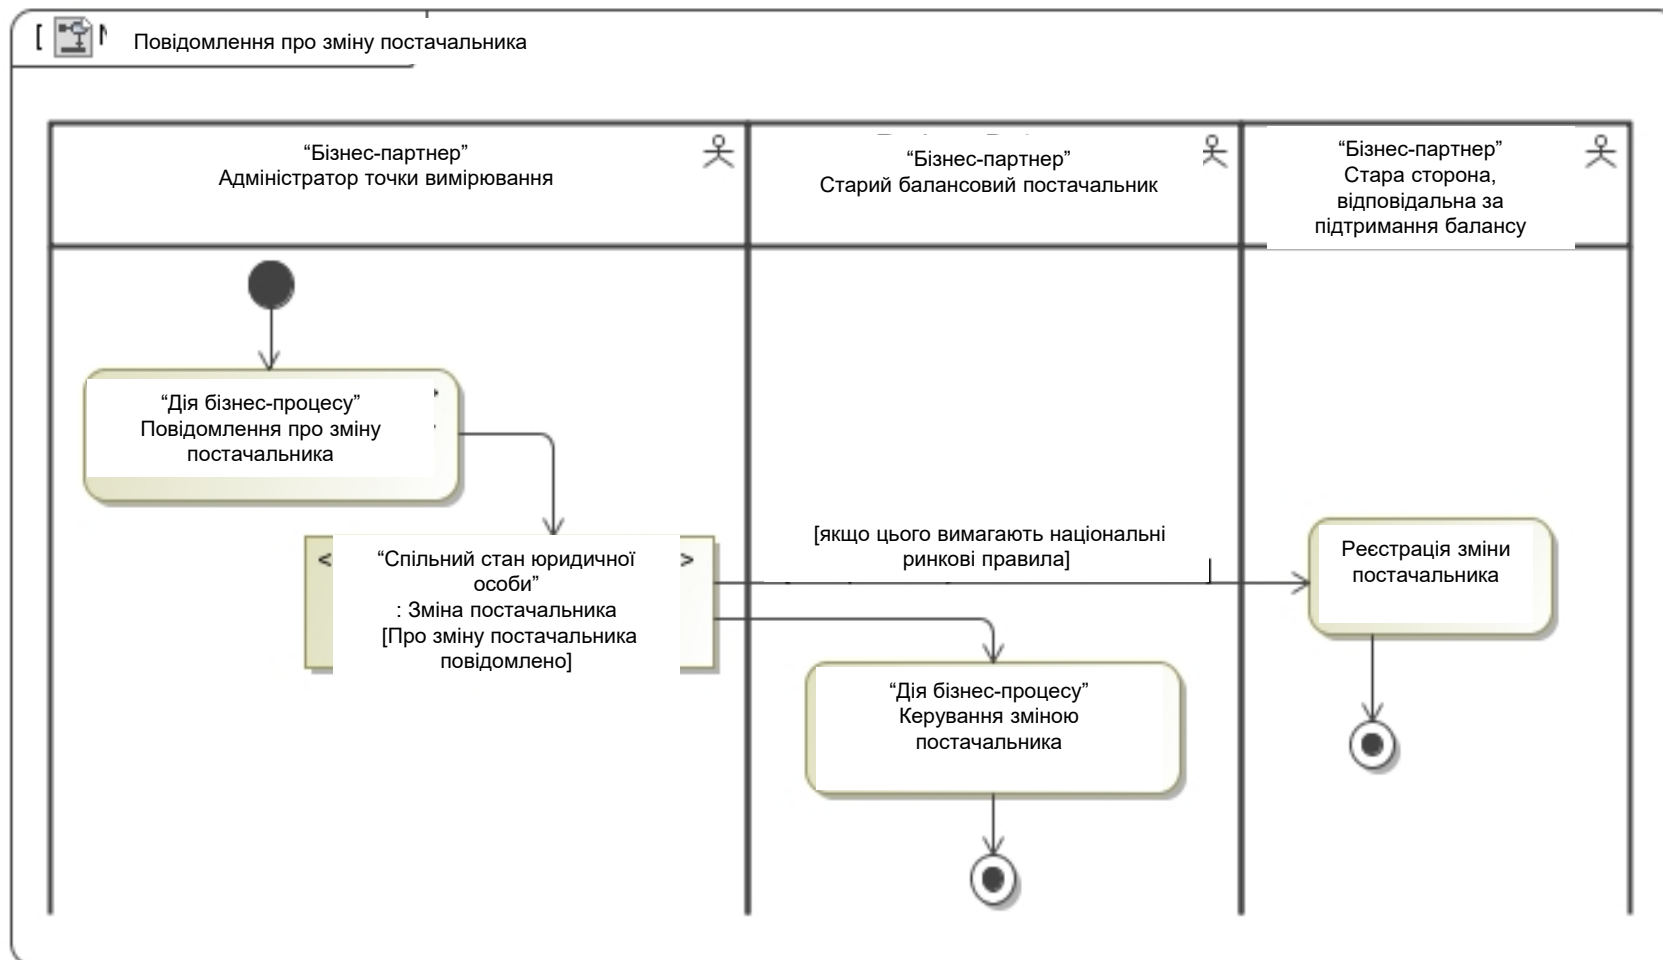 Повідомлення про зміну постачальника
“Бізнес-партнер”
Адміністратор точки вимірювання
“Бізнес-партнер”
Старий балансовий постачальник
“Бізнес-партнер”
Стара сторона,
відповідальна за
підтримання балансу
“Дія бізнес-процесу”
Повідомлення про зміну
постачальника
“Спільний стан юридичної
особи”
: Зміна постачальника
[Про зміну постачальника
повідомлено]
[якщо цього вимагають національні
ринкові правила]
Реєстрація зміни
постачальника
“Дія бізнес-процесу”
Керування зміною
постачальника